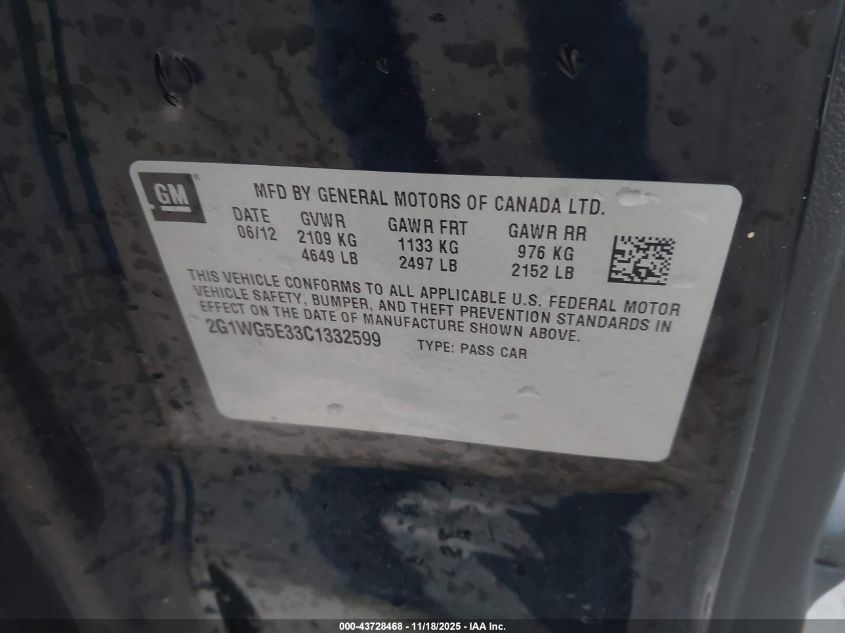 GM
MFD BY GENERAL MOTORS OF CANADA LTD.
DATE GVWR GAWR FRT GAWR RR
06/12 2109 KG 1133 KG 976 KG
4649 LB 2497 LB 2152 LB
THIS VEHICLE CONFORMS TO ALL APPLICABLE U.S. FEDERAL MOTOR
VEHICLE SAFETY, BUMPER, AND THEFT PREVENTION STANDARDS IN
EFFECT ON THE DATE OF MANUFACTURE SHOWN ABOVE.
2G1WG5E33C1332599 TYPE: PASS CAR
000-43728468 - 11/18/2025 - IAA Inc.